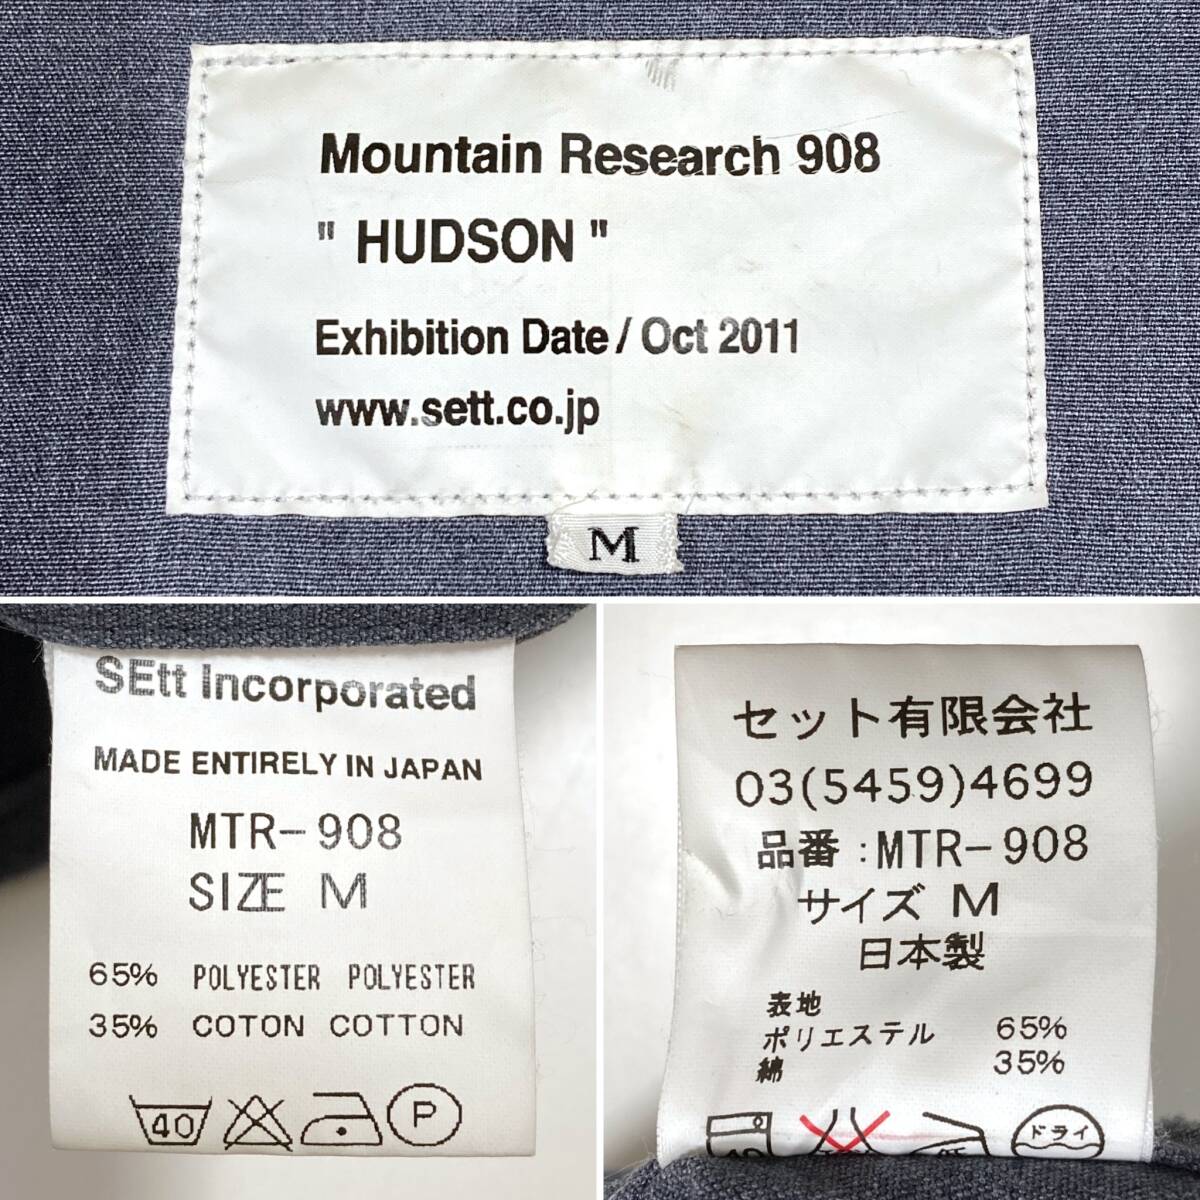 Mountain Research 908
" HUDSON "
Exhibition Date / Oct 2011
www.sett.co.jp
M
SEtt Incorporated
MADE ENTIRELY IN JAPAN
MTR-908
SIZE M
65% POLYESTER POLYESTER
35% COTON COTTON
40
P
セット有限会社
03(5459)4699
品番:MTR-908
サイズ M
日本製
表地
ポリエステル 65%
綿 35%
ドライ